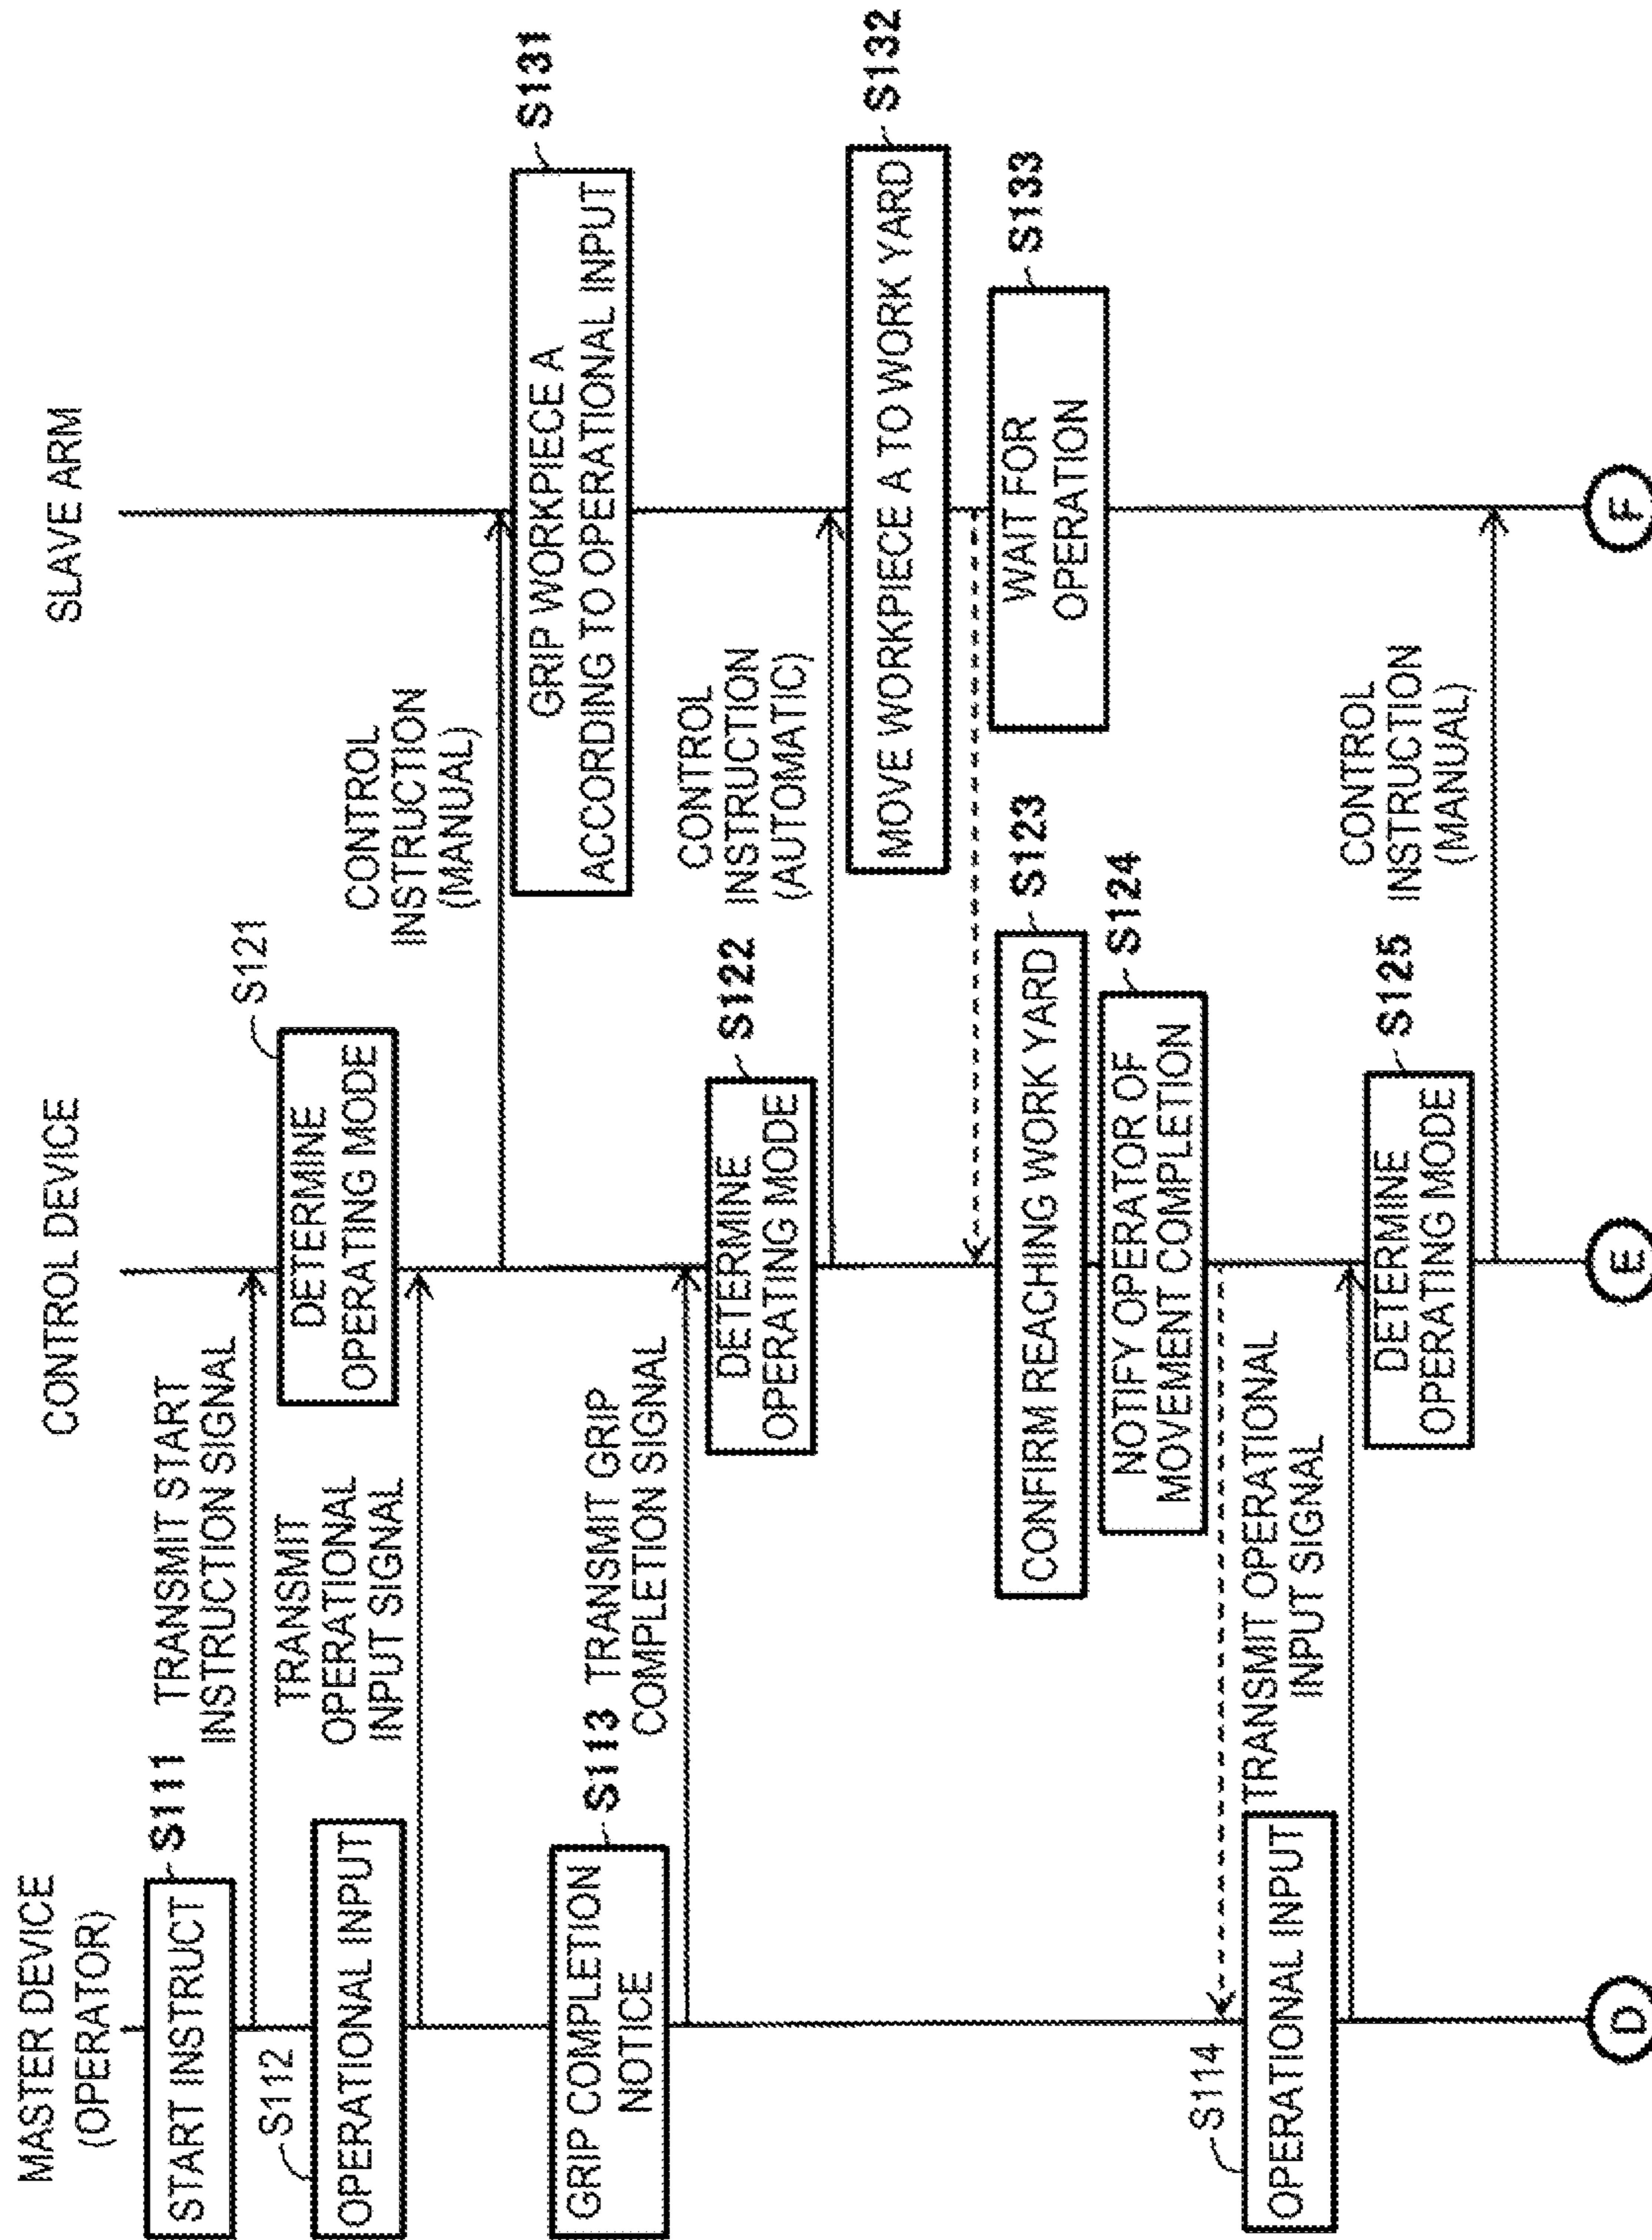 MASTER DEVICE
(OPERATOR)
CONTROL DEVICE
SLAVE ARM
START INSTRUCT
S111
TRANSMIT START
INSTRUCTION SIGNAL
S121
DETERMINE
OPERATING MODE
S112
OPERATIONAL INPUT
TRANSMIT
OPERATIONAL
INPUT SIGNAL
CONTROL
INSTRUCTION
(MANUAL)
GRIP WORKPIECE A
ACCORDING TO OPERATIONAL INPUT
S131
GRIP COMPLETION
NOTICE
S113
TRANSMIT GRIP
COMPLETION SIGNAL
DETERMINE
OPERATING MODE
S122
CONTROL
INSTRUCTION
(AUTOMATIC)
MOVE WORKPIECE A TO WORK YARD
S132
CONFIRM REACHING WORK YARD
S123
WAIT FOR
OPERATION
S133
NOTIFY OPERATOR OF
MOVEMENT COMPLETION
S124
S114
OPERATIONAL INPUT
TRANSMIT OPERATIONAL
INPUT SIGNAL
DETERMINE
OPERATING MODE
S125
CONTROL
INSTRUCTION
(MANUAL)
D
E
F